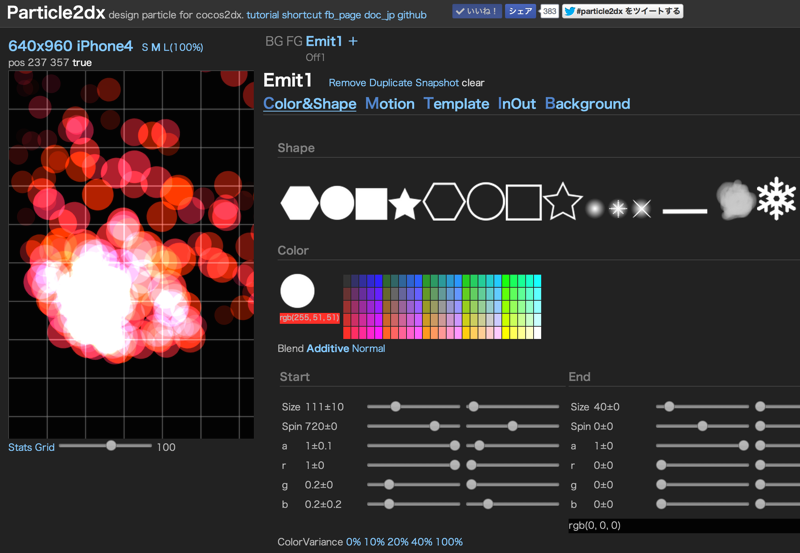 Particle2dx design particle for cocos2dx. tutorial shortcut fb_page doc_jp github
いいね！ シェア 383 #particle2dx をツイートする
640x960 iPhone4 S M L(100%)
pos 237 357 true
BG FG Emit1 +
Off1
Emit1 Remove Duplicate Snapshot clear
Color&Shape Motion Template InOut Background
Shape
Color
rgb(255, 51, 51)
Blend Additive Normal
Start
Size 111±10
Spin 720±0
a 1±0.1
r 1±0
g 0.2±0
b 0.2±0.2
End
Size 40±0
Spin 0±0
a 1±0
r 0±0
g 0±0
b 0±0
rgb(0, 0, 0)
Stats Grid 100
ColorVariance 0% 10% 20% 40% 100%